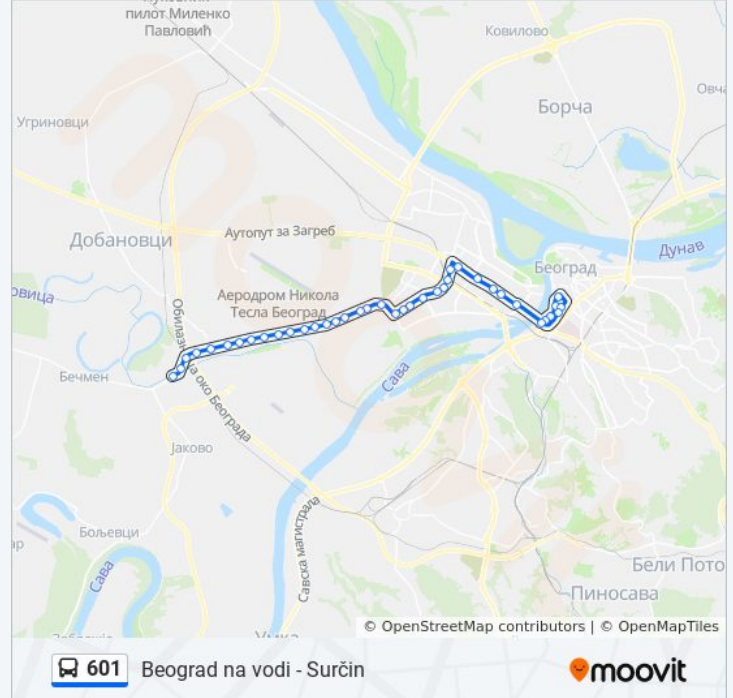 пилот Миленко
Павловић
Ковилово
Овча
Борча
Угриновци
Аутопут за Загреб
Добановци
Дунав
Београд
Аеродром Никола
Тесла Београд
Обилазница око Београда
Сава
Бечмен
Јаково
Савска магистрала
Бољевци
Сава
Бели Пото
Пиносава
Умка
© OpenStreetMap contributors | © OpenMapTiles
601 Beograd na vodi - Surčin
moovit